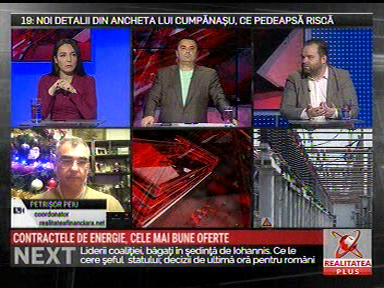 19: NOI DETALII DIN ANCHETA LUI CUMPĂNAȘU, CE PEDEAPSĂ RISCĂ
PETRIȘOR PEIU
coordonator
realitateafinanciara.net
CONTRACTELE DE ENERGIE, CELE MAI BUNE OFERTE
NEXT
Liderii coaliției, băgați în ședință de Iohannis. Ce le
cere șeful statului, decizii de ultimă oră pentru români
REALITATEA
PLUS